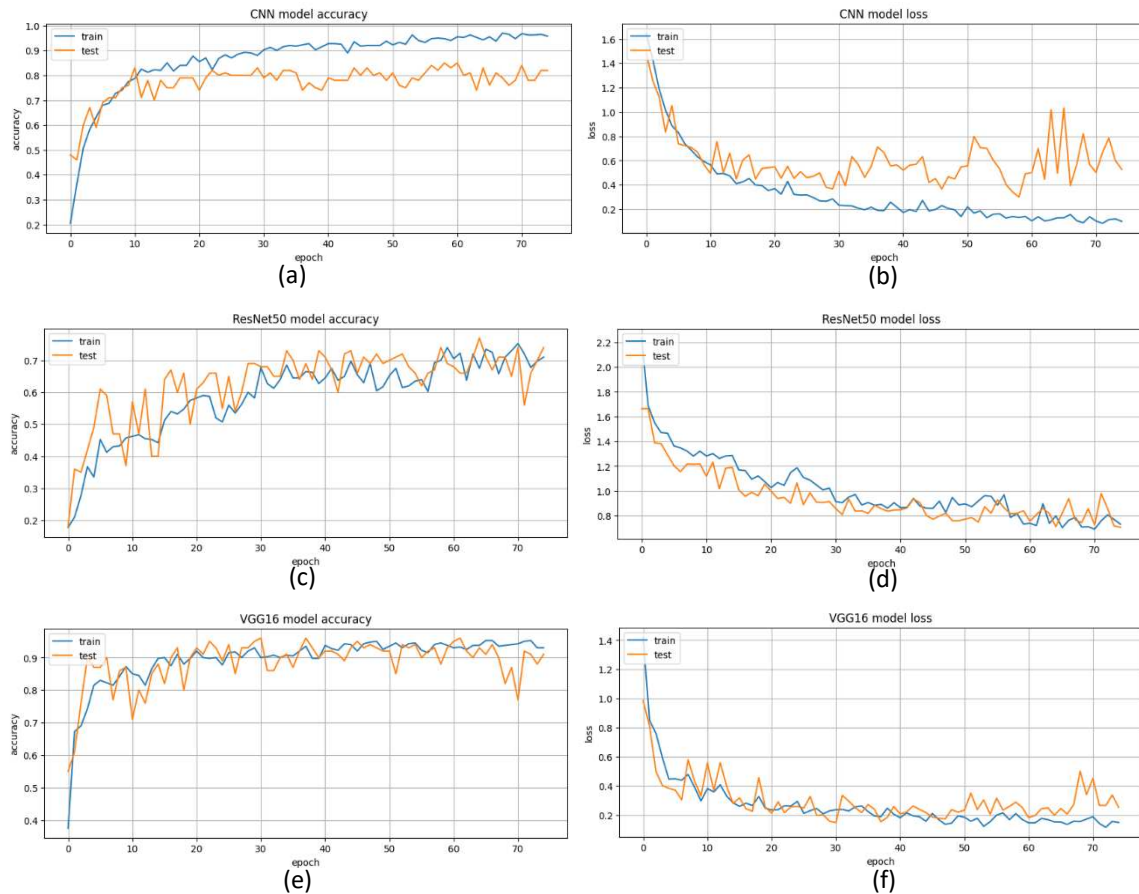 CNN model accuracy
train
test
1.0
0.9
0.8
0.7
0.6
0.5
0.4
0.3
0.2
accuracy
0 10 20 30 40 50 60 70
epoch
(a)
CNN model loss
train
test
1.6
1.4
1.2
1.0
0.8
0.6
0.4
0.2
loss
0 10 20 30 40 50 60 70
epoch
(b)
ResNet50 model accuracy
train
test
0.7
0.6
0.5
0.4
0.3
0.2
accuracy
0 10 20 30 40 50 60 70
epoch
(c)
ResNet50 model loss
train
test
2.2
2.0
1.8
1.6
1.4
1.2
1.0
0.8
loss
0 10 20 30 40 50 60 70
epoch
(d)
VGG16 model accuracy
train
test
0.9
0.8
0.7
0.6
0.5
0.4
accuracy
0 10 20 30 40 50 60 70
epoch
(e)
VGG16 model loss
train
test
1.4
1.2
1.0
0.8
0.6
0.4
0.2
loss
0 10 20 30 40 50 60 70
epoch
(f)